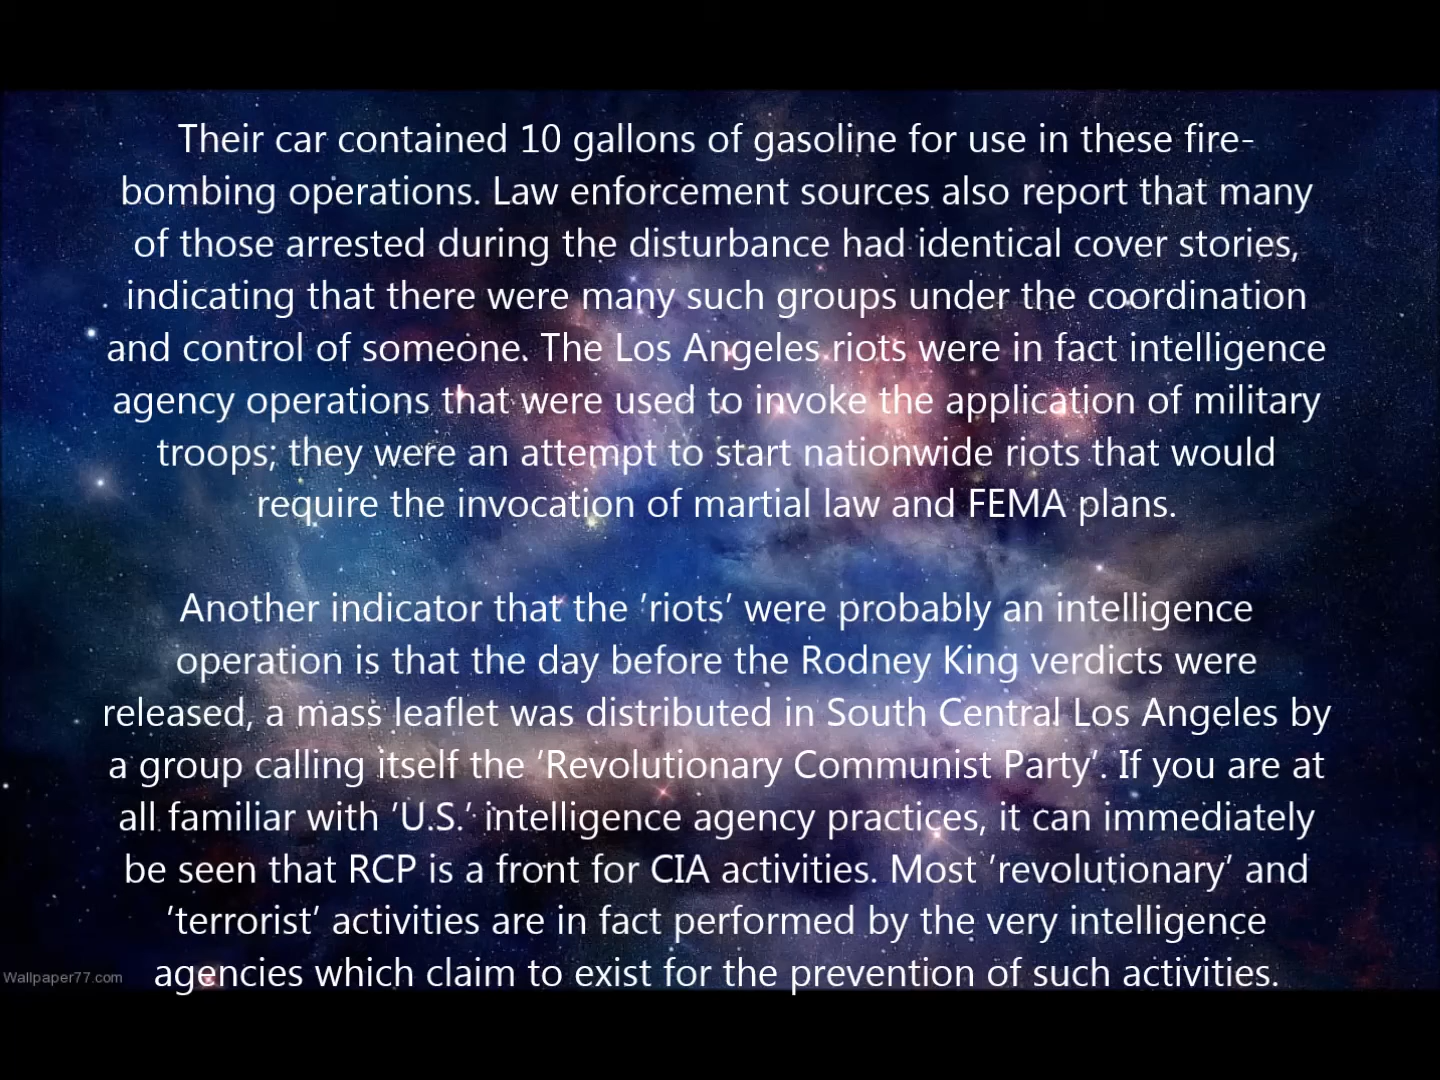 Their car contained 10 gallons of gasoline for use in these fire-
bombing operations. Law enforcement sources also report that many
of those arrested during the disturbance had identical cover stories,
indicating that there were many such groups under the coordination
and control of someone. The Los Angeles riots were in fact intelligence
agency operations that were used to invoke the application of military
troops; they were an attempt to start nationwide riots that would
require the invocation of martial law and FEMA plans.
Another indicator that the 'riots' were probably an intelligence
operation is that the day before the Rodney King verdicts were
released, a mass leaflet was distributed in South Central Los Angeles by
a group calling itself the 'Revolutionary Communist Party'. If you are at
all familiar with 'U.S.' intelligence agency practices, it can immediately
be seen that RCP is a front for CIA activities. Most 'revolutionary' and
'terrorist' activities are in fact performed by the very intelligence
agencies which claim to exist for the prevention of such activities.
Wallpaper77.com